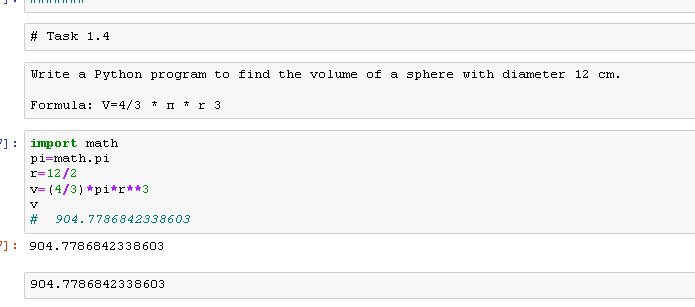 ]:
#######
# Task 1.4
Write a Python program to find the volume of a sphere with diameter 12 cm.
Formula: V=4/3 * π * r 3
7]:
import math
pi=math.pi
r=12/2
v=(4/3)*pi*r**3
v
#  904.7786842338603
7]:
904.7786842338603
904.7786842338603